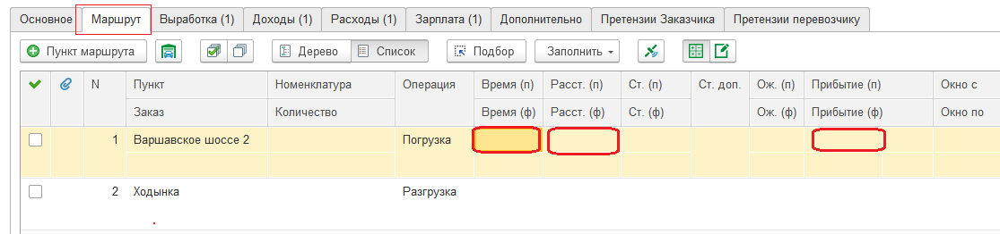 Основное Маршрут Выработка (1) Доходы (1) Расходы (1) Зарплата (1) Дополнительно Претензии Заказчика Претензии перевозчику
Пункт маршрута Дерево Список Подбор Заполнить
N Пункт Номенклатура Операция Время (п) Расст. (п) Ст. (п) Ст. доп. Ож. (п) Прибытие (п) Окно с
Заказ Количество Время (ф) Расст. (ф) Ст. (ф) Ож. (ф) Прибытие (ф) Окно по
1 Варшавское шоссе 2 Погрузка
2 Ходынка Разгрузка